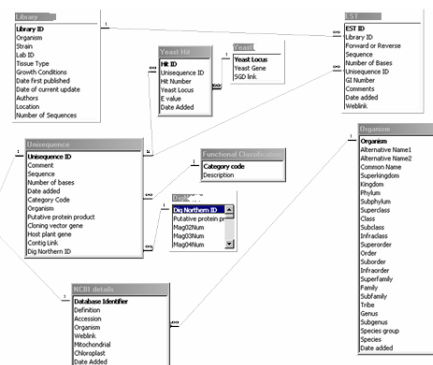 Library
Library ID
Organism
Strain
Lab ID
Tissue Type
Growth Conditions
Date first published
Date of current update
Authors
Location
Number of Sequences
Yeast Hit
Hit ID
Unisequence ID
Hit Number
Yeast Locus
E value
Date Added
Yeast
Yeast Locus
Yeast Gene
SGD link
EST
EST ID
Library ID
Forward or Reverse
Sequence
Number of Bases
Unisequence ID
GI Number
Comments
Date added
Weblink
Unisequence
Unisequence ID
Comment
Sequence
Number of bases
Date added
Category Code
Organism
Putative protein product
Cloning vector gene
Host plant gene
Contig Link
Dig Northern ID
Functional Classification
Category code
Description
Dig Northern ID
Putative protein pr
Mag02Num
Mag03Num
Mag04Num
Organism
Organism
Alternative Name1
Alternative Name2
Common Name
Superkingdom
Kingdom
Phylum
Subphylum
Superclass
Class
Subclass
Infraclass
Superorder
Order
Suborder
Infraorder
Superfamily
Family
Subfamily
Tribe
Genus
Subgenus
Species group
Species
Date added
NCBI details
Database Identifier
Definition
Accession
Organism
Weblink
Mitochondrial
Chloroplast
Date Added